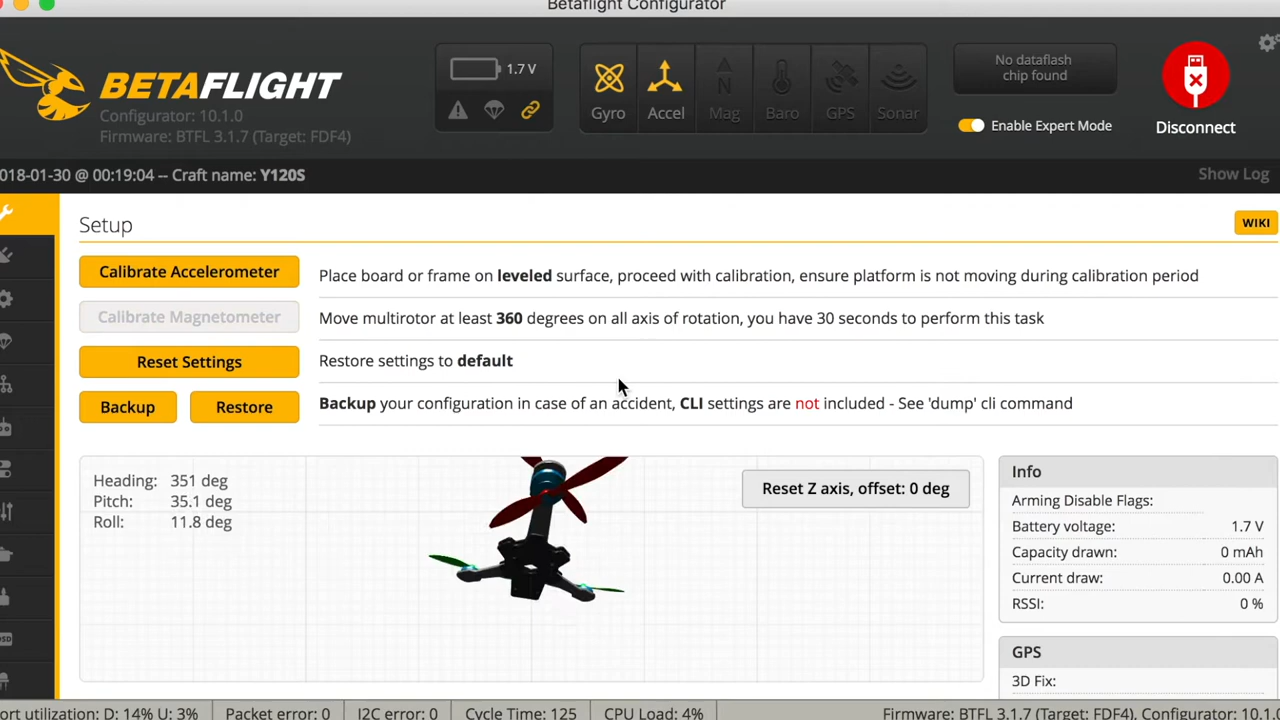 Betaflight Configurator
BETAFLIGHT
Configurator: 10.1.0
Firmware: BTFL 3.1.7 (Target: FDF4)
1.7 V
Gyro
Accel
Mag
Baro
GPS
Sonar
No dataflash
chip found
Enable Expert Mode
Disconnect
018-01-30 @ 00:19:04 -- Craft name: Y120S
Show Log
Setup
WIKI
Calibrate Accelerometer
Place board or frame on leveled surface, proceed with calibration, ensure platform is not moving during calibration period
Calibrate Magnetometer
Move multirotor at least 360 degrees on all axis of rotation, you have 30 seconds to perform this task
Reset Settings
Restore settings to default
Backup
Restore
Backup your configuration in case of an accident, CLI settings are not included - See 'dump' cli command
Heading: 351 deg
Pitch: 35.1 deg
Roll: 11.8 deg
Reset Z axis, offset: 0 deg
Info
Arming Disable Flags:
Battery voltage: 1.7 V
Capacity drawn: 0 mAh
Current draw: 0.00 A
RSSI: 0 %
GPS
3D Fix:
ort utilization: D: 14% U: 3%
Packet error: 0
I2C error: 0
Cycle Time: 125
CPU Load: 4%
Firmware: BTFL 3.1.7 (Target: FDF4), Configurator: 10.1.0